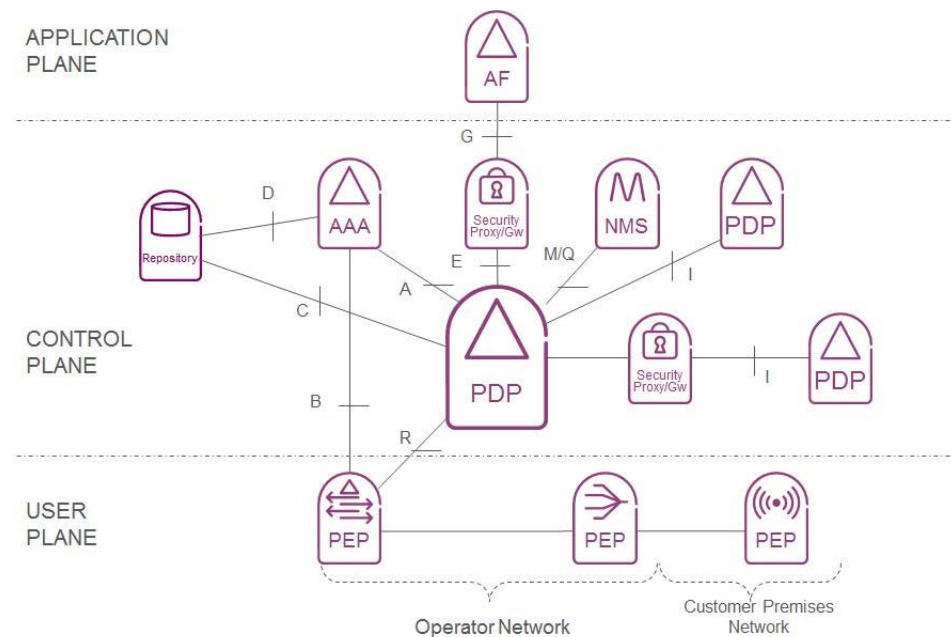 APPLICATION
PLANE
AF
G
D
AAA
Security
Proxy/Gw
NMS
PDP
Repository
E
M/Q
A
I
C
CONTROL
PLANE
PDP
Security
Proxy/Gw
I
PDP
B
R
USER
PLANE
PEP
PEP
PEP
Operator Network
Customer Premises
Network